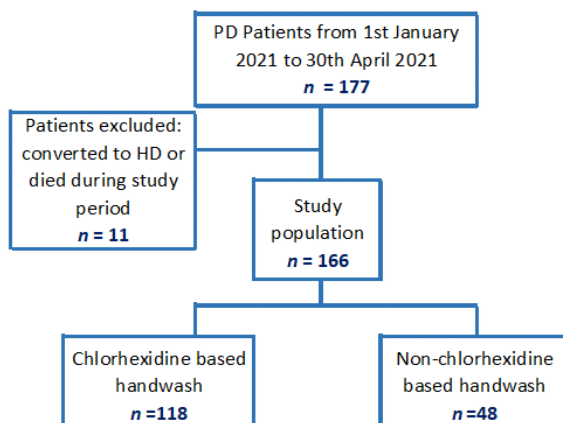 PD Patients from 1st January
2021 to 30th April 2021
n = 177
Patients excluded:
converted to HD or
died during study
period
n = 11
Study
population
n = 166
Chlorhexidine based
handwash
n =118
Non-chlorhexidine
based handwash
n =48